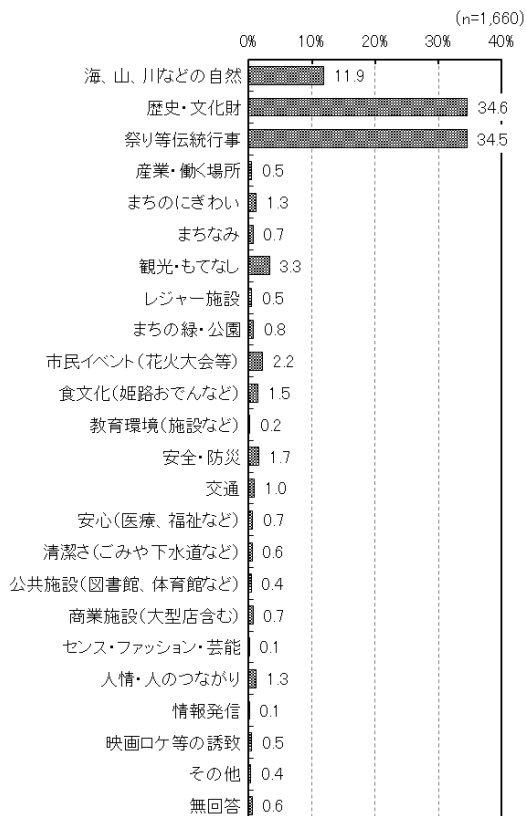 (n=1,660)
0% 10% 20% 30% 40%
海、山、川などの自然 11.9
歴史・文化財 34.6
祭り等伝統行事 34.5
産業・働く場所 0.5
まちのにぎわい 1.3
まちなみ 0.7
観光・もてなし 3.3
レジャー施設 0.5
まちの緑・公園 0.8
市民イベント(花火大会等) 2.2
食文化(姫路おでんなど) 1.5
教育環境(施設など) 0.2
安全・防災 1.7
交通 1.0
安心(医療、福祉など) 0.7
清潔さ(ごみや下水道など) 0.6
公共施設(図書館、体育館など) 0.4
商業施設(大型店含む) 0.7
センス・ファッション・芸能 0.1
人情・人のつながり 1.3
情報発信 0.1
映画ロケ等の誘致 0.5
その他 0.4
無回答 0.6